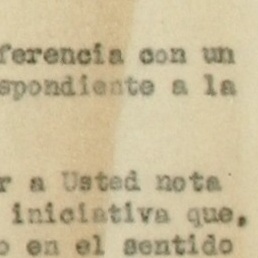 ferencia con un
spondiente a la
r a Usted nota
iniciativa que,
o en el sentido